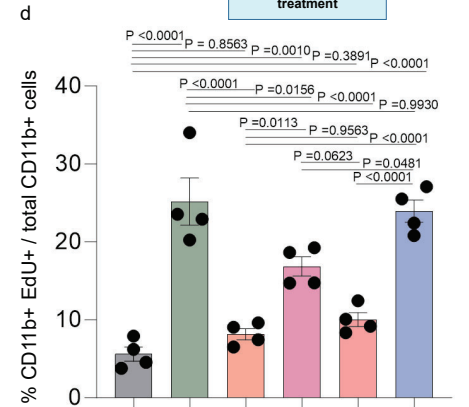 treatment
d
P <0.0001
P = 0.8563
P =0.0010
P =0.3891
P <0.0001
P <0.0001
P =0.0156
P <0.0001
P =0.9930
P =0.0113
P =0.9563
P <0.0001
P =0.0623
P =0.0481
P <0.0001
% CD11b+ EdU+ / total CD11b+ cells
40
30
20
10
0